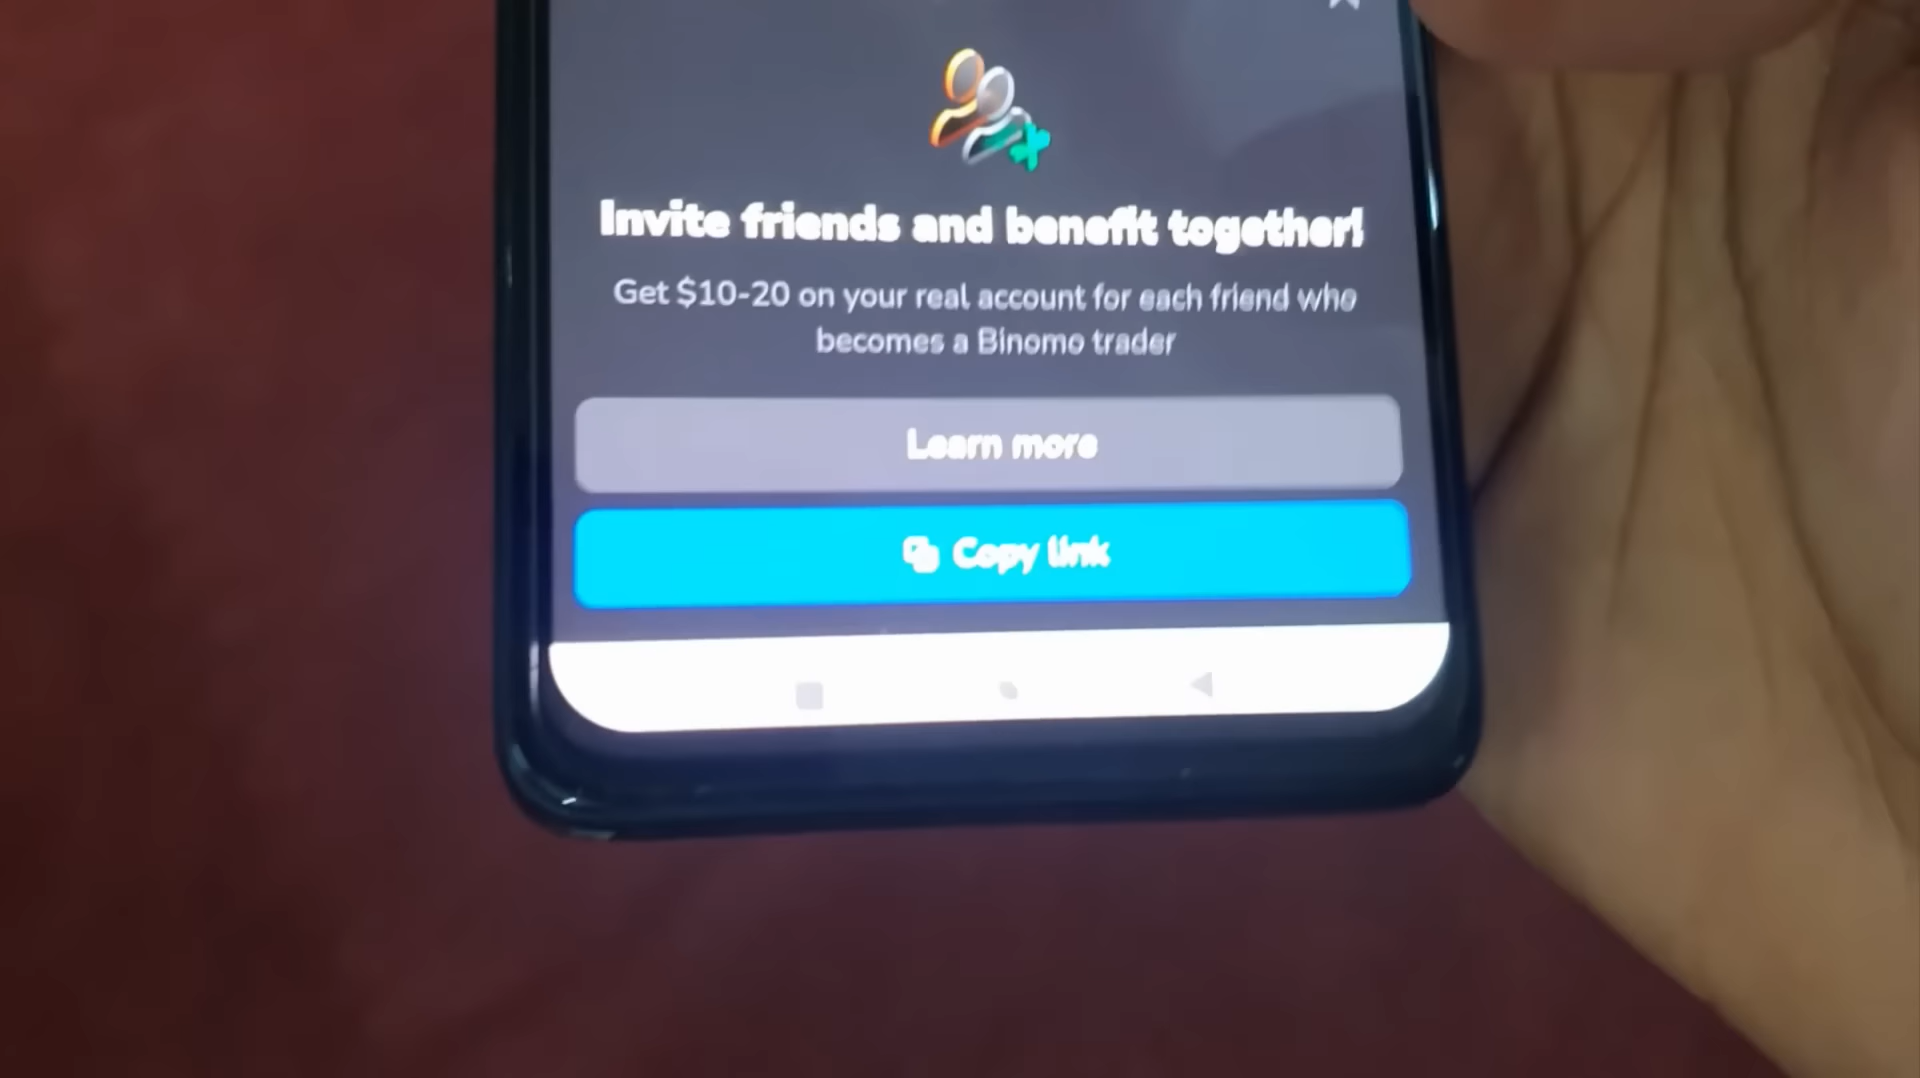 Invite friends and benefit together!
Get $10-20 on your real account for each friend who
becomes a Binomo trader
Learn more
Copy link